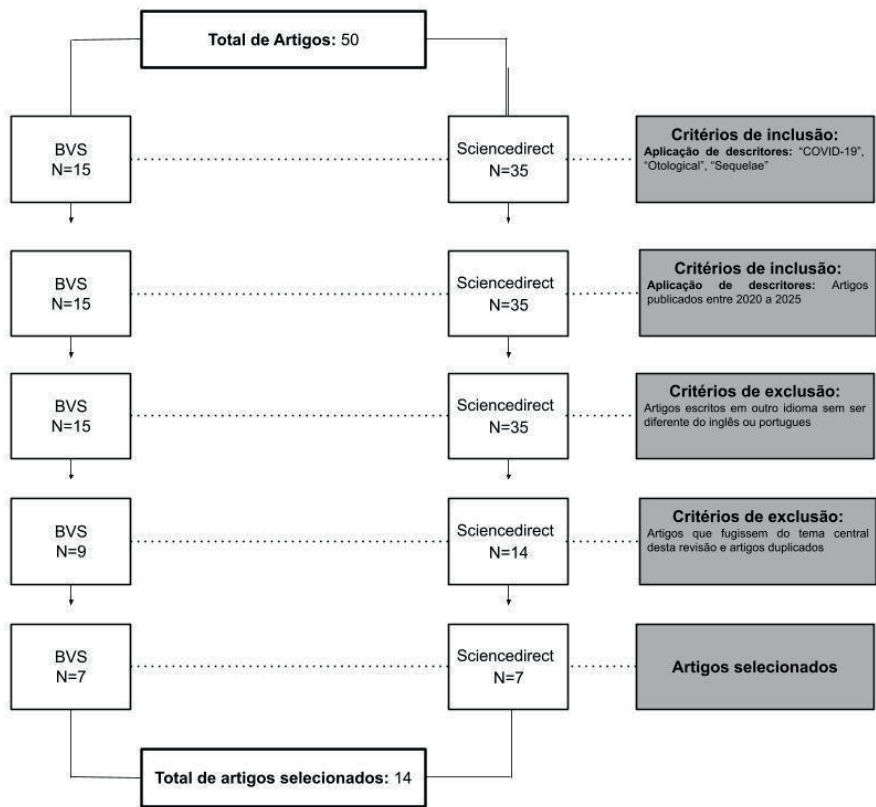 Total de Artigos: 50
BVS
N=15
Sciencedirect
N=35
Critérios de inclusão:
Aplicação de descritores: “COVID-19”,
“Otological”, “Sequelae”
BVS
N=15
Sciencedirect
N=35
Critérios de inclusão:
Aplicação de descritores: Artigos
publicados entre 2020 a 2025
BVS
N=15
Sciencedirect
N=35
Critérios de exclusão:
Artigos escritos em outro idioma sem ser
diferente do inglês ou portugues
BVS
N=9
Sciencedirect
N=14
Critérios de exclusão:
Artigos que fugissem do tema central
desta revisão e artigos duplicados
BVS
N=7
Sciencedirect
N=7
Artigos selecionados
Total de artigos selecionados: 14